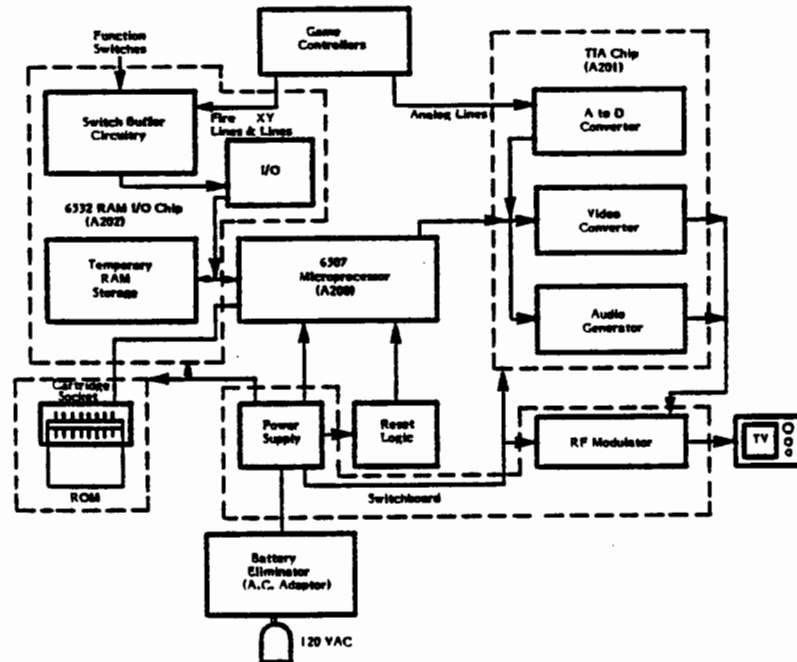 Function
Switches
Game
Controllers
TIA Chip
(A201)
Switch Buffer
Circuitry
Fire XY
Lines & Lines
Analog Lines
A to D
Converter
I/O
6532 RAM I/O Chip
(A202)
Video
Converter
6507
Microprocessor
(A200)
Temporary
RAM
Storage
Audio
Generator
Cartridge
Socket
ROM
Power
Supply
Reset
Logic
RF Modulator
TV
Switchboard
Battery
Eliminator
(A.C. Adaptor)
120 VAC